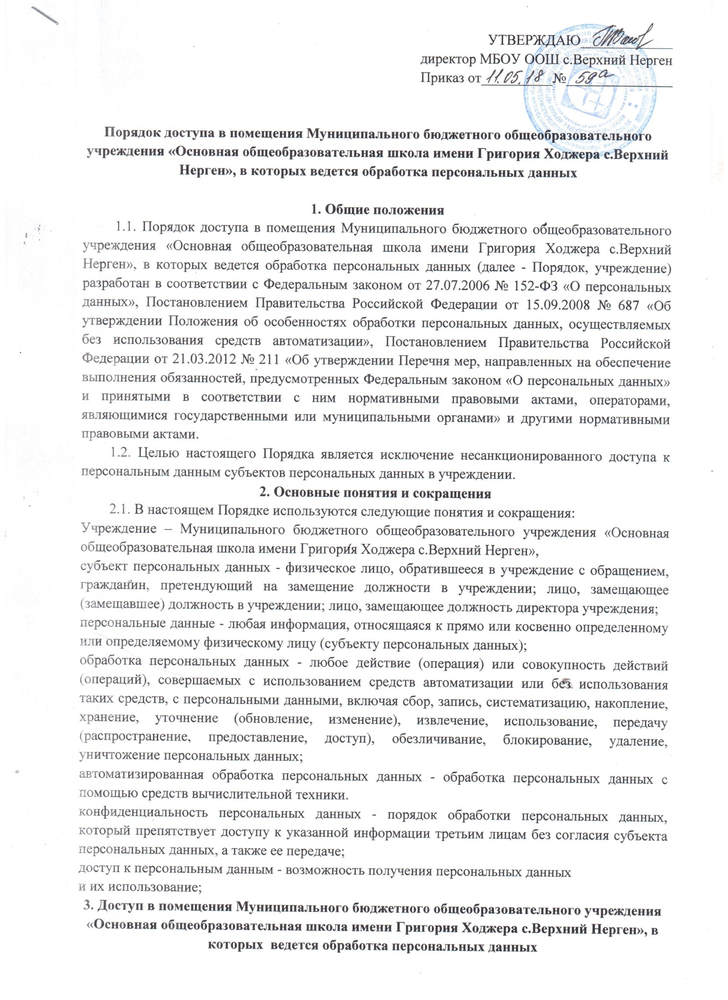 УТВЕРЖДАЮ
директор МБОУ ООШ с.Верхний Нерген
Приказ от 11.05.18 № 59а
Порядок доступа в помещения Муниципального бюджетного общеобразовательного
учреждения «Основная общеобразовательная школа имени Григория Ходжера с.Верхний
Нерген», в которых ведется обработка персональных данных
1. Общие положения
1.1. Порядок доступа в помещения Муниципального бюджетного общеобразовательного
учреждения «Основная общеобразовательная школа имени Григория Ходжера с.Верхний
Нерген», в которых ведется обработка персональных данных (далее - Порядок, учреждение)
разработан в соответствии с Федеральным законом от 27.07.2006 № 152-ФЗ «О персональных
данных», Постановлением Правительства Российской Федерации от 15.09.2008 № 687 «Об
утверждении Положения об особенностях обработки персональных данных, осуществляемых
без использования средств автоматизации», Постановлением Правительства Российской
Федерации от 21.03.2012 № 211 «Об утверждении Перечня мер, направленных на обеспечение
выполнения обязанностей, предусмотренных Федеральным законом «О персональных данных»
и принятыми в соответствии с ним нормативными правовыми актами, операторами,
являющимися государственными или муниципальными органами» и другими нормативными
правовыми актами.
1.2. Целью настоящего Порядка является исключение несанкционированного доступа к
персональным данным субъектов персональных данных в учреждении.
2. Основные понятия и сокращения
2.1. В настоящем Порядке используются следующие понятия и сокращения:
Учреждение – Муниципального бюджетного общеобразовательного учреждения «Основная
общеобразовательная школа имени Григория Ходжера с.Верхний Нерген»,
субъект персональных данных - физическое лицо, обратившееся в учреждение с обращением,
гражданин, претендующий на замещение должности в учреждении; лицо, замещающее
(замещавшее) должность в учреждении; лицо, замещающее должность директора учреждения;
персональные данные - любая информация, относящаяся к прямо или косвенно определенному
или определяемому физическому лицу (субъекту персональных данных);
обработка персональных данных - любое действие (операция) или совокупность действий
(операций), совершаемых с использованием средств автоматизации или без использования
таких средств, с персональными данными, включая сбор, запись, систематизацию, накопление,
хранение, уточнение (обновление, изменение), извлечение, использование, передачу
(распространение, предоставление, доступ), обезличивание, блокирование, удаление,
уничтожение персональных данных;
автоматизированная обработка персональных данных - обработка персональных данных с
помощью средств вычислительной техники.
конфиденциальность персональных данных - порядок обработки персональных данных,
который препятствует доступу к указанной информации третьим лицам без согласия субъекта
персональных данных, а также ее передаче;
доступ к персональным данным - возможность получения персональных данных
и их использование;
3. Доступ в помещения Муниципального бюджетного общеобразовательного учреждения
«Основная общеобразовательная школа имени Григория Ходжера с.Верхний Нерген», в
которых ведется обработка персональных данных